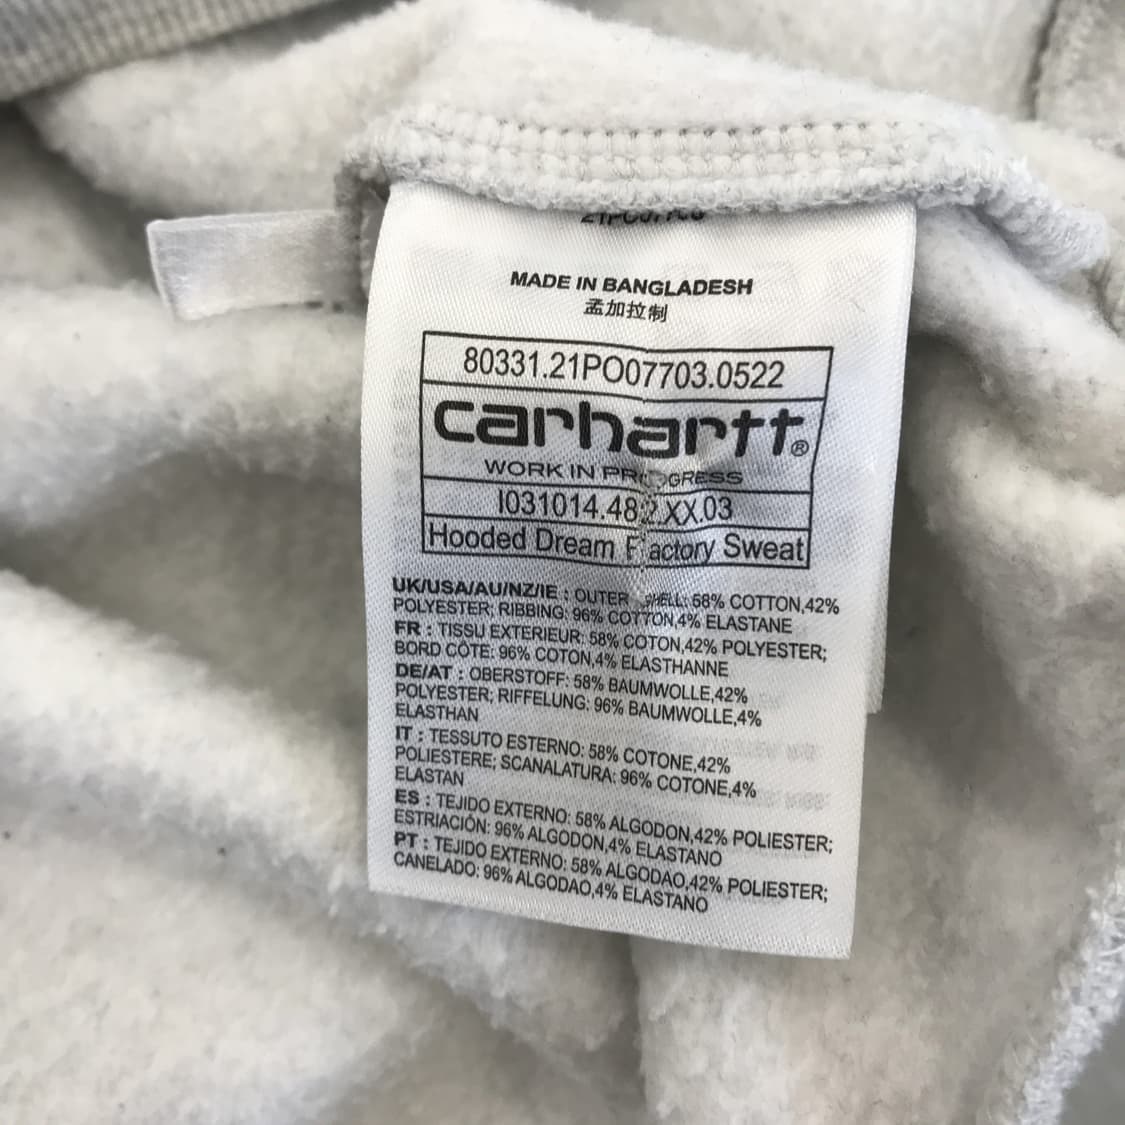 MADE IN BANGLADESH
孟加拉制
80331.21PO07703.0522
carhartt®
WORK IN PROGRESS
I031014.482.XX.03
Hooded Dream Factory Sweat
UK/USA/AU/NZ/IE : OUTER SHELL: 58% COTTON,42%
POLYESTER; RIBBING: 96% COTTON,4% ELASTANE
FR : TISSU EXTERIEUR: 58% COTON,42% POLYESTER;
BORD CÔTE: 96% COTON,4% ELASTHANNE
DE/AT : OBERSTOFF: 58% BAUMWOLLE,42%
POLYESTER; RIFFELUNG: 96% BAUMWOLLE,4%
ELASTHAN
IT : TESSUTO ESTERNO: 58% COTONE,42%
POLIESTERE; SCANALATURA: 96% COTONE,4%
ELASTAN
ES : TEJIDO EXTERNO: 58% ALGODON,42% POLIESTER;
ESTRIACIÓN: 96% ALGODON,4% ELASTANO
PT : TEJIDO EXTERNO: 58% ALGODAO,42% POLIESTER;
CANELADO: 96% ALGODAO,4% ELASTANO